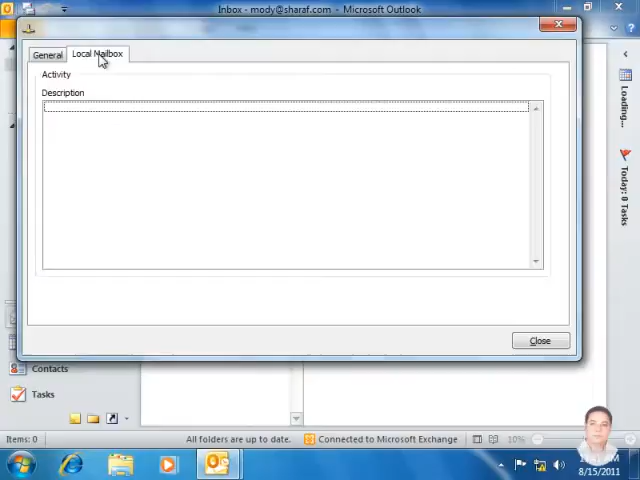 Inbox - mody@sharaf.com - Microsoft Outlook
General
Local Mailbox
Activity
Description
Loading...
Today: 0 Tasks
Close
Contacts
Tasks
Items: 0
All folders are up to date.
Connected to Microsoft Exchange
10%
8/15/2011